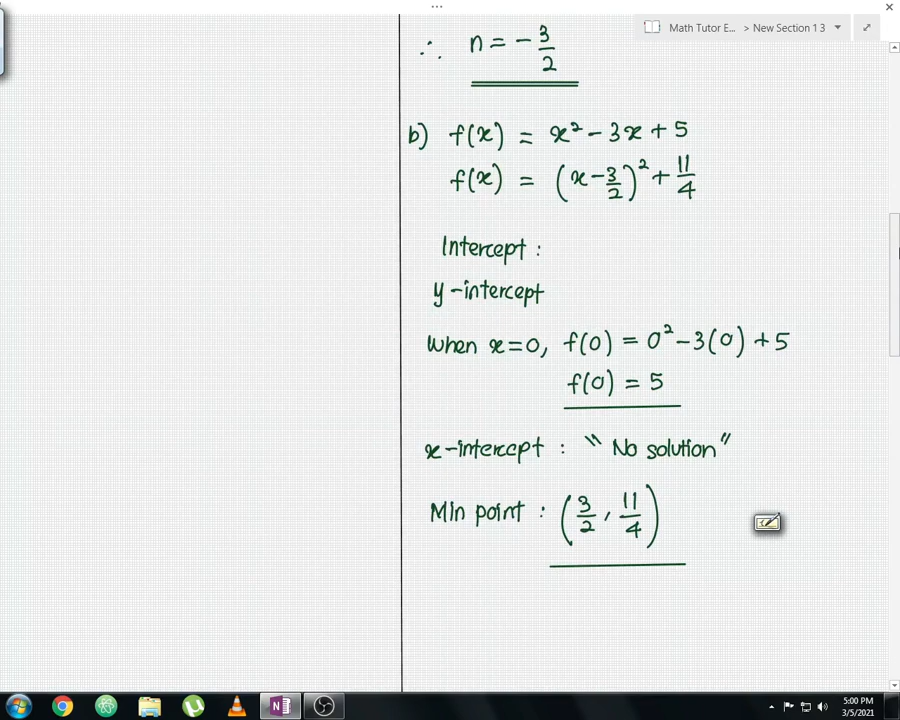 Math Tutor E... > New Section 1 3
∴ n = -3/2
b) f(x) = x² - 3x + 5
f(x) = (x - 3/2)² + 11/4
Intercept :
y-intercept
When x=0, f(0) = 0² - 3(0) + 5
f(0) = 5
x-intercept : "No solution"
Min point : (3/2, 11/4)
5:00 PM
3/5/2021